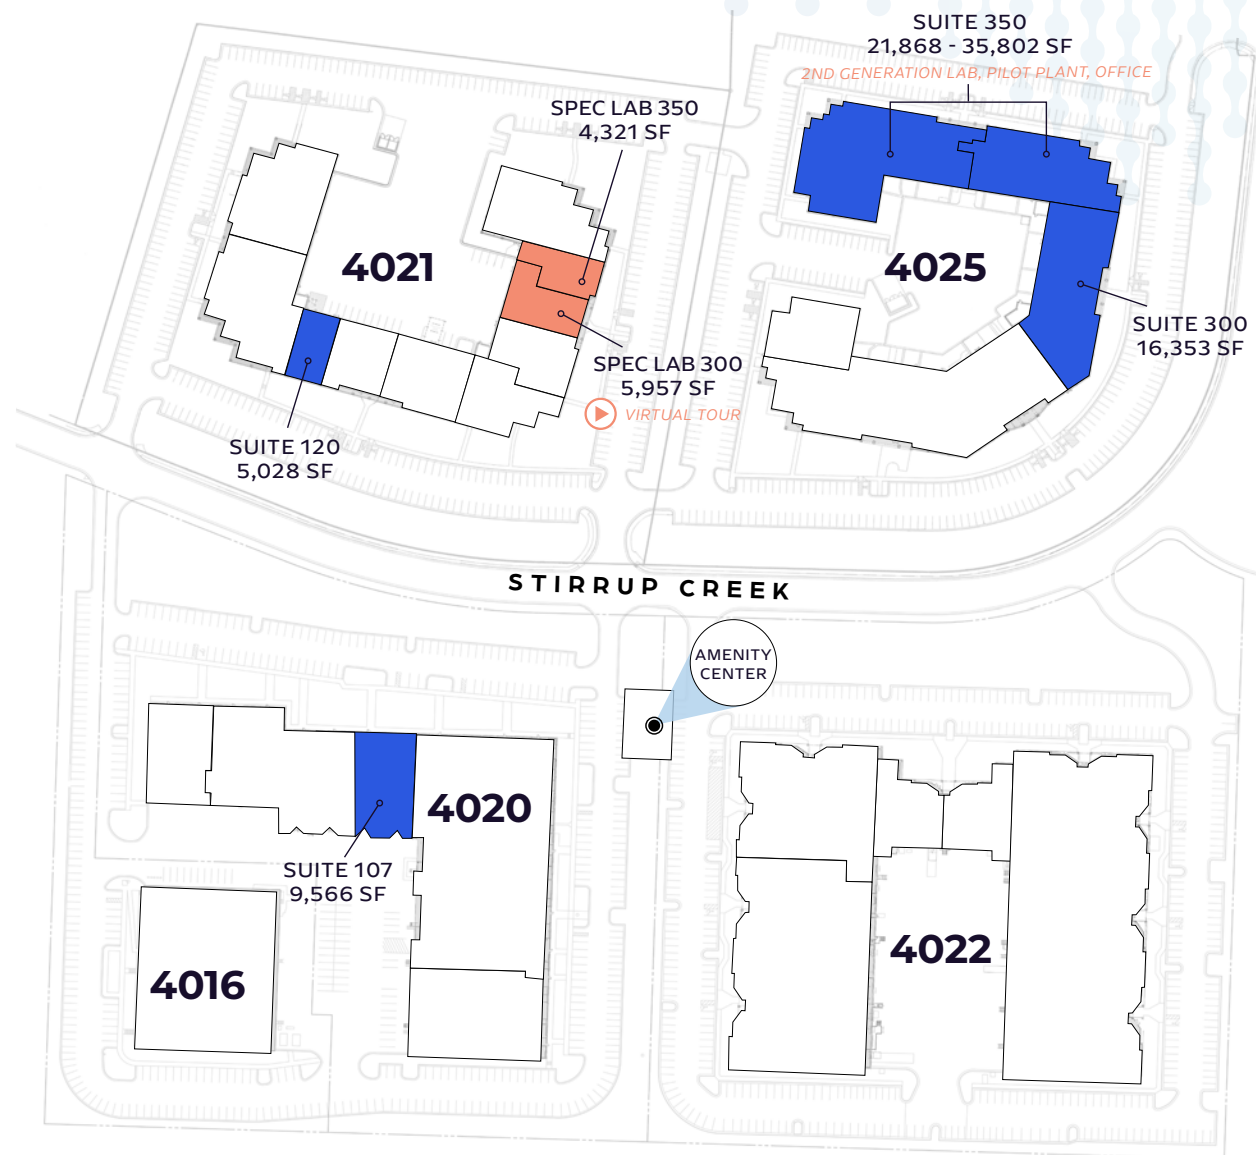 SUITE 350
21,868 - 35,802 SF
2ND GENERATION LAB, PILOT PLANT, OFFICE
SPEC LAB 350
4,321 SF
4021
4025
SUITE 300
16,353 SF
SPEC LAB 300
5,957 SF
VIRTUAL TOUR
SUITE 120
5,028 SF
STIRRUP CREEK
AMENITY
CENTER
4020
SUITE 107
9,566 SF
4022
4016